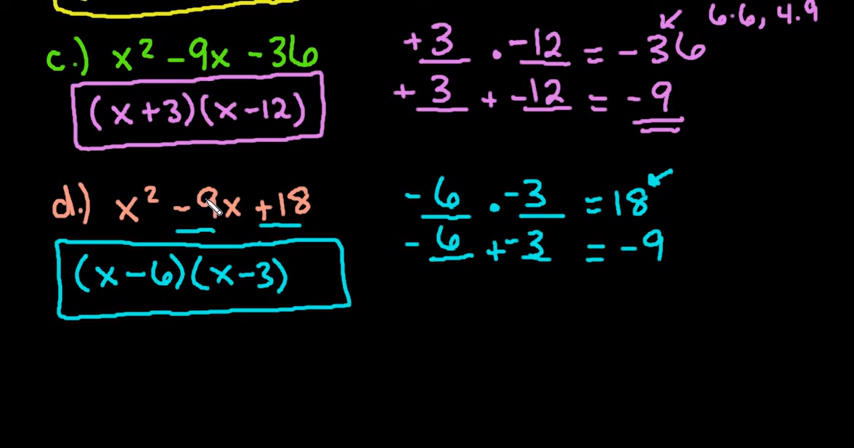 6·6, 4·9
c.) x² -9x -36
+3 · -12 = -36
(x+3)(x-12)
+3 + -12 = -9
d.) x² -9x +18
-6 · -3 = 18
(x-6)(x-3)
-6 + -3 = -9